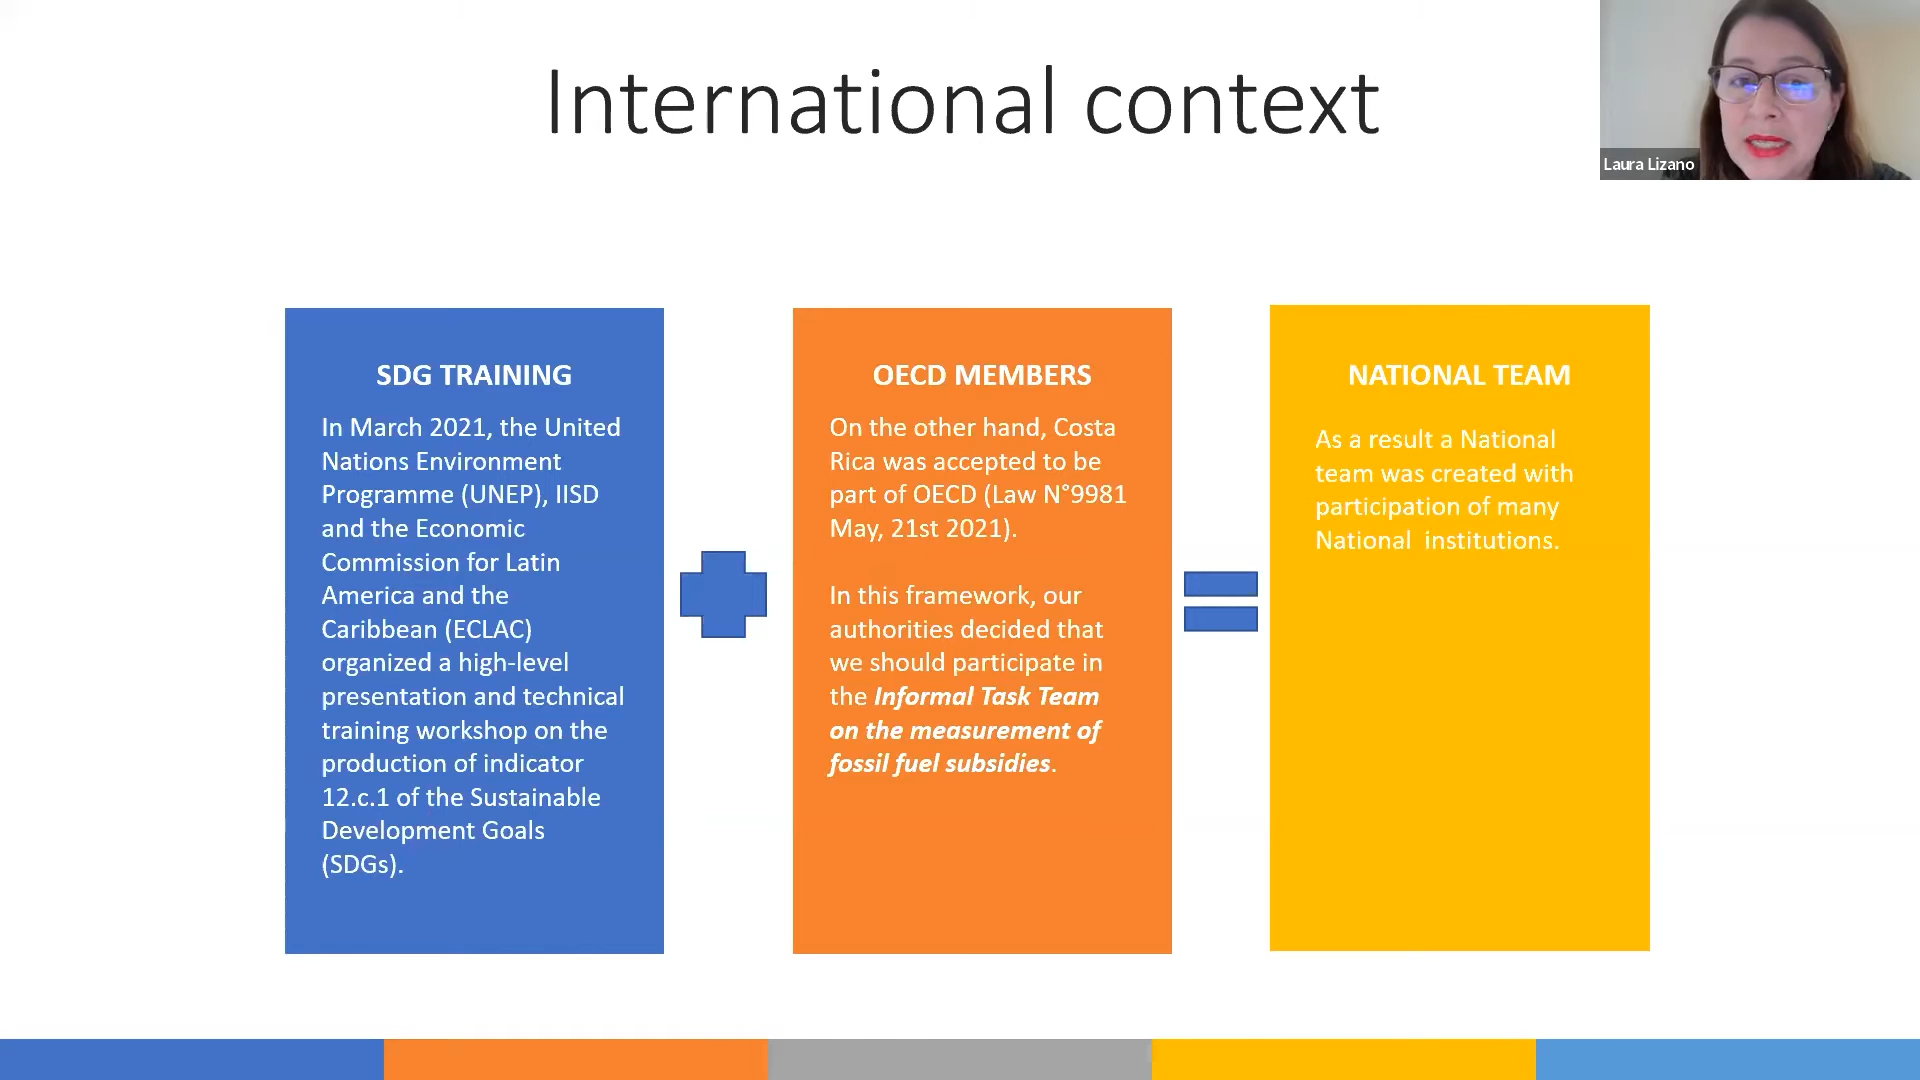 International context
Laura Lizano
SDG TRAINING
In March 2021, the United
Nations Environment
Programme (UNEP), IISD
and the Economic
Commission for Latin
America and the
Caribbean (ECLAC)
organized a high-level
presentation and technical
training workshop on the
production of indicator
12.c.1 of the Sustainable
Development Goals
(SDGs).
OECD MEMBERS
On the other hand, Costa
Rica was accepted to be
part of OECD (Law N°9981
May, 21st 2021).
In this framework, our
authorities decided that
we should participate in
the Informal Task Team
on the measurement of
fossil fuel subsidies.
NATIONAL TEAM
As a result a National
team was created with
participation of many
National  institutions.